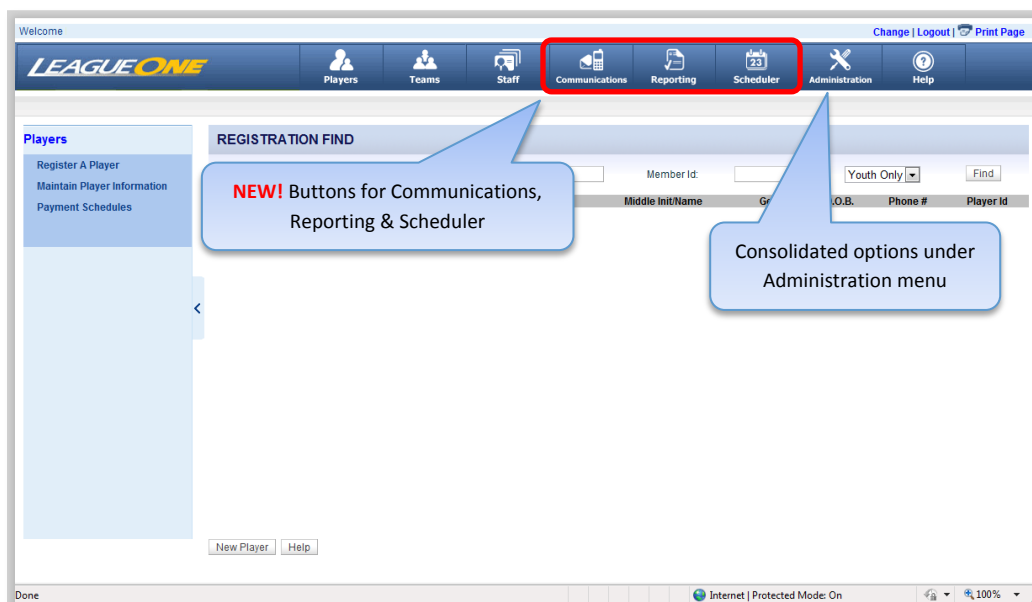 Welcome
Change | Logout | Print Page
LEAGUEONE
Players
Teams
Staff
Communications
Reporting
23
Scheduler
Administration
Help
Players
Register A Player
Maintain Player Information
Payment Schedules
REGISTRATION FIND
Member Id:
Youth Only
Find
Middle Init/Name
Phone #
Player Id
NEW! Buttons for Communications,
Reporting & Scheduler
Consolidated options under
Administration menu
New Player
Help
Done
Internet | Protected Mode: On
100%